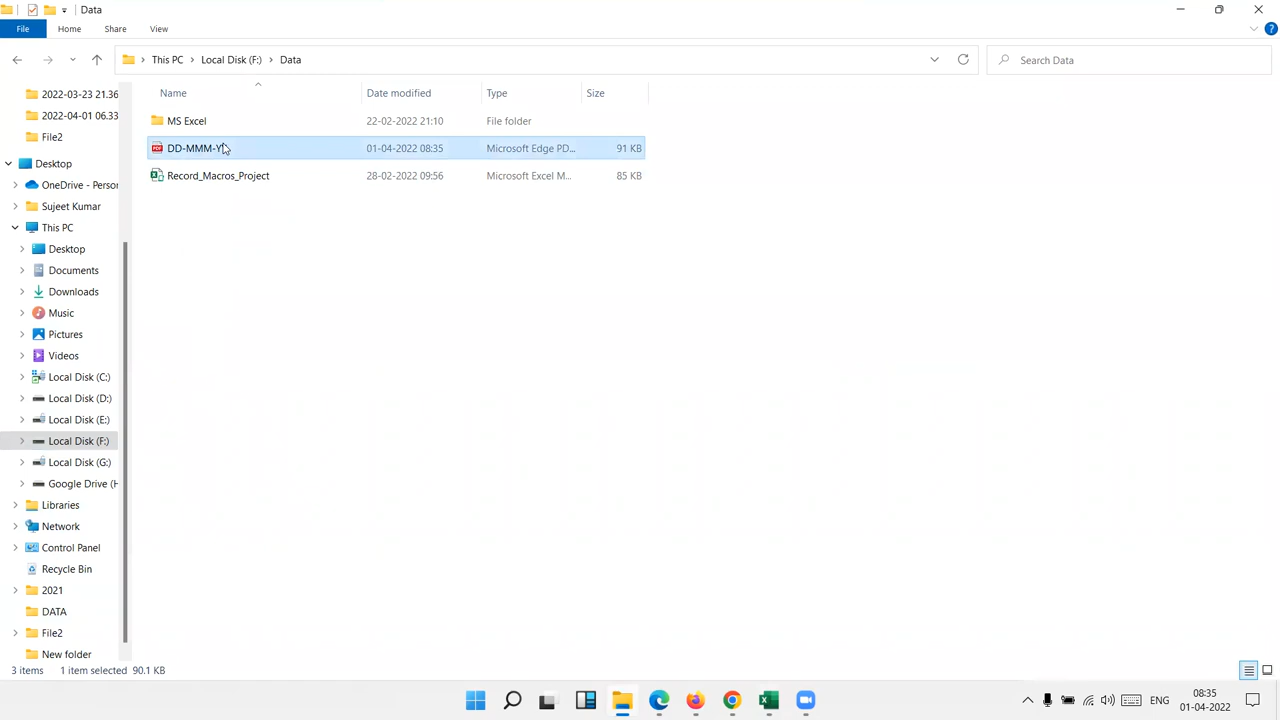 Data
File
Home
Share
View
This PC
Local Disk (F:)
Data
Search Data
Name
Date modified
Type
Size
MS Excel
22-02-2022 21:10
File folder
DD-MMM-Y
01-04-2022 08:35
Microsoft Edge PD...
91 KB
Record_Macros_Project
28-02-2022 09:56
Microsoft Excel M...
85 KB
2022-03-23 21.36
2022-04-01 06.33
File2
Desktop
OneDrive - Person
Sujeet Kumar
This PC
Desktop
Documents
Downloads
Music
Pictures
Videos
Local Disk (C:)
Local Disk (D:)
Local Disk (E:)
Local Disk (F:)
Local Disk (G:)
Google Drive (H
Libraries
Network
Control Panel
Recycle Bin
2021
DATA
File2
New folder
3 items
1 item selected 90.1 KB
ENG
08:35
01-04-2022